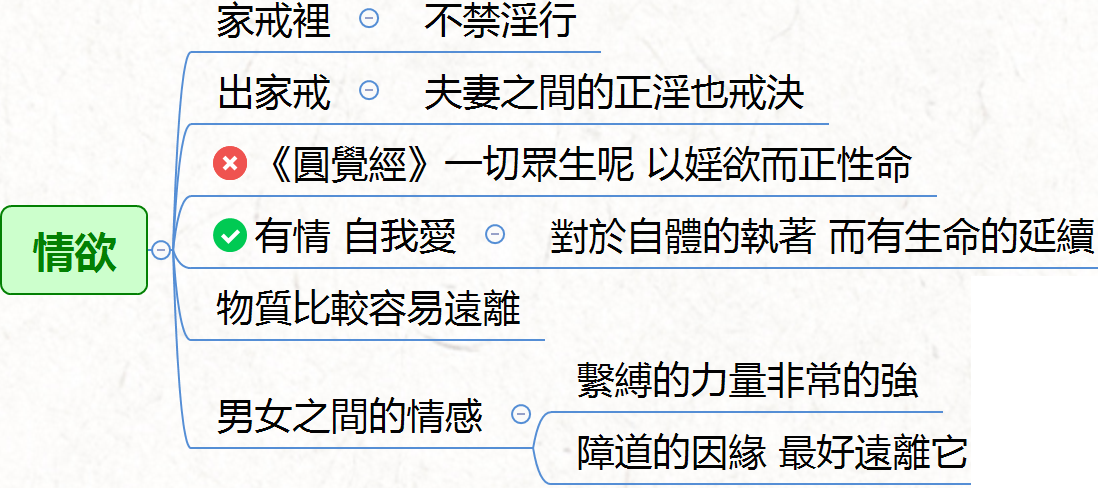 家戒裡
不禁淫行
出家戒
夫妻之間的正淫也戒決
《圓覺經》一切眾生呢 以婬欲而正性命
情欲
有情 自我愛
對於自體的執著 而有生命的延續
物質比較容易遠離
男女之間的情感
繫縛的力量非常的強
障道的因緣 最好遠離它